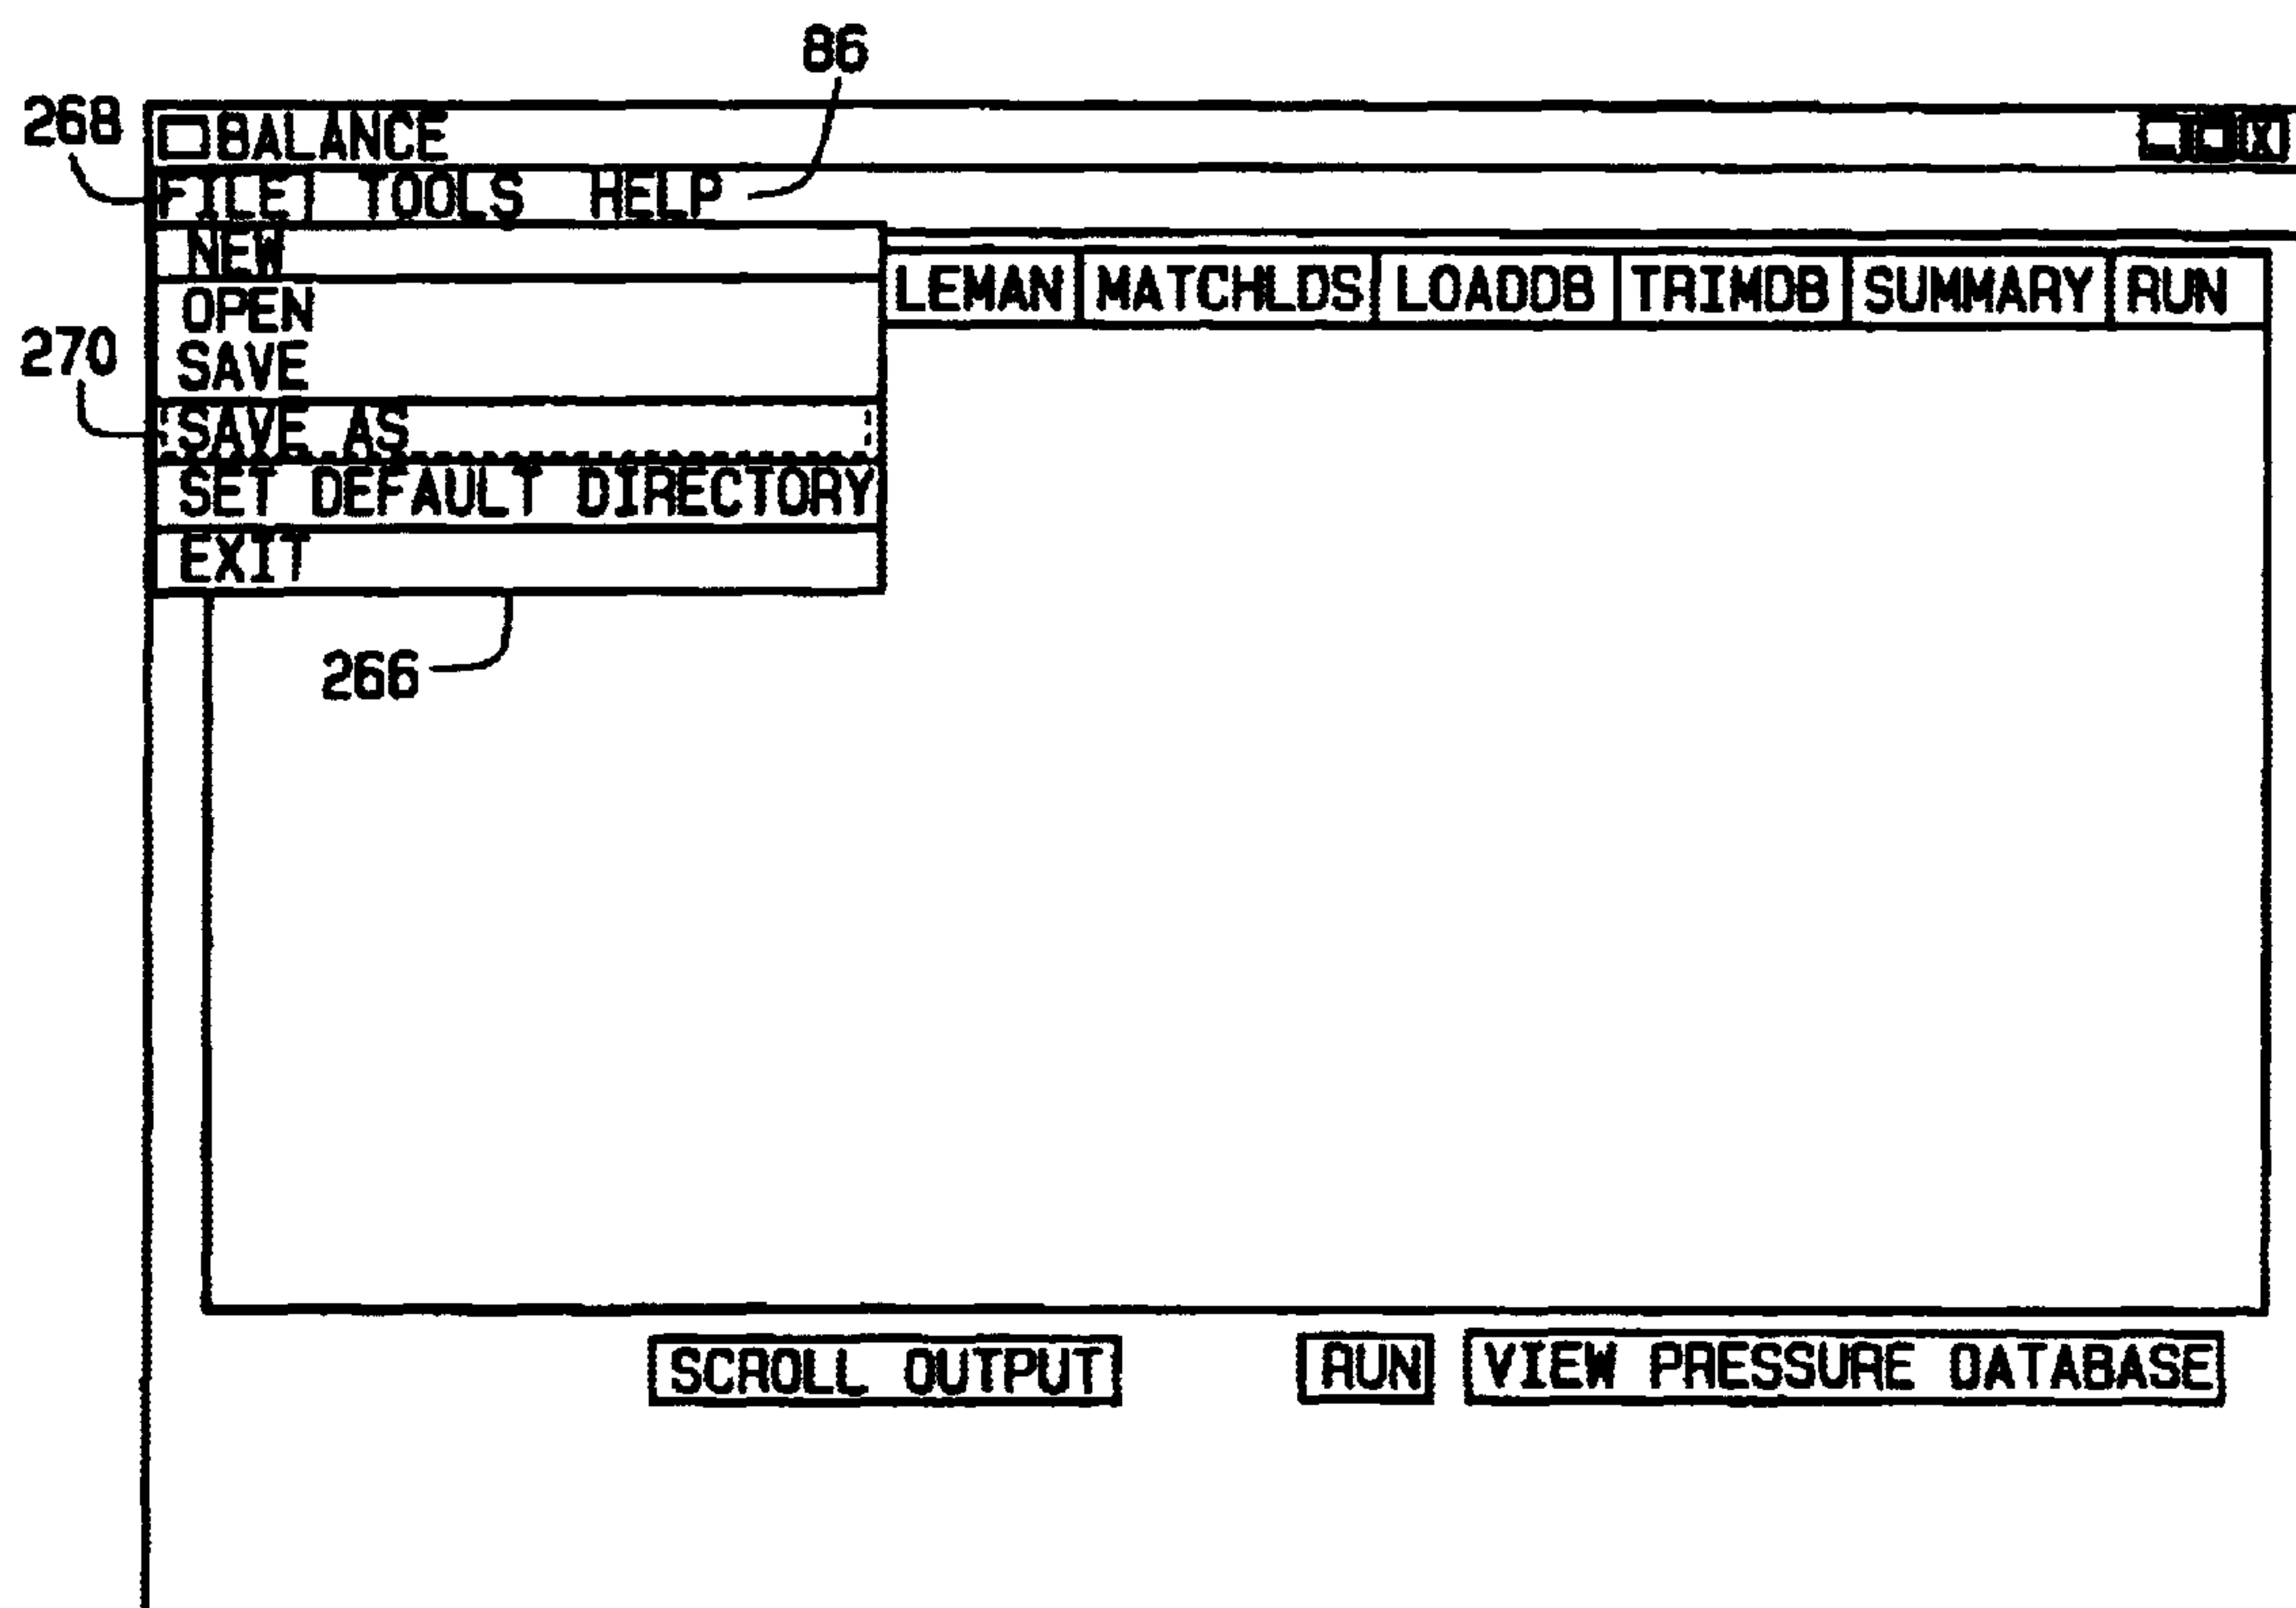 86
268
BALANCE
FILE TOOLS HELP
NEW
OPEN
SAVE
SAVE AS
SET DEFAULT DIRECTORY
EXIT
270
266
LEMAN MATCHLDS LOADDB TRIMDB SUMMARY RUN
SCROLL OUTPUT RUN VIEW PRESSURE DATABASE